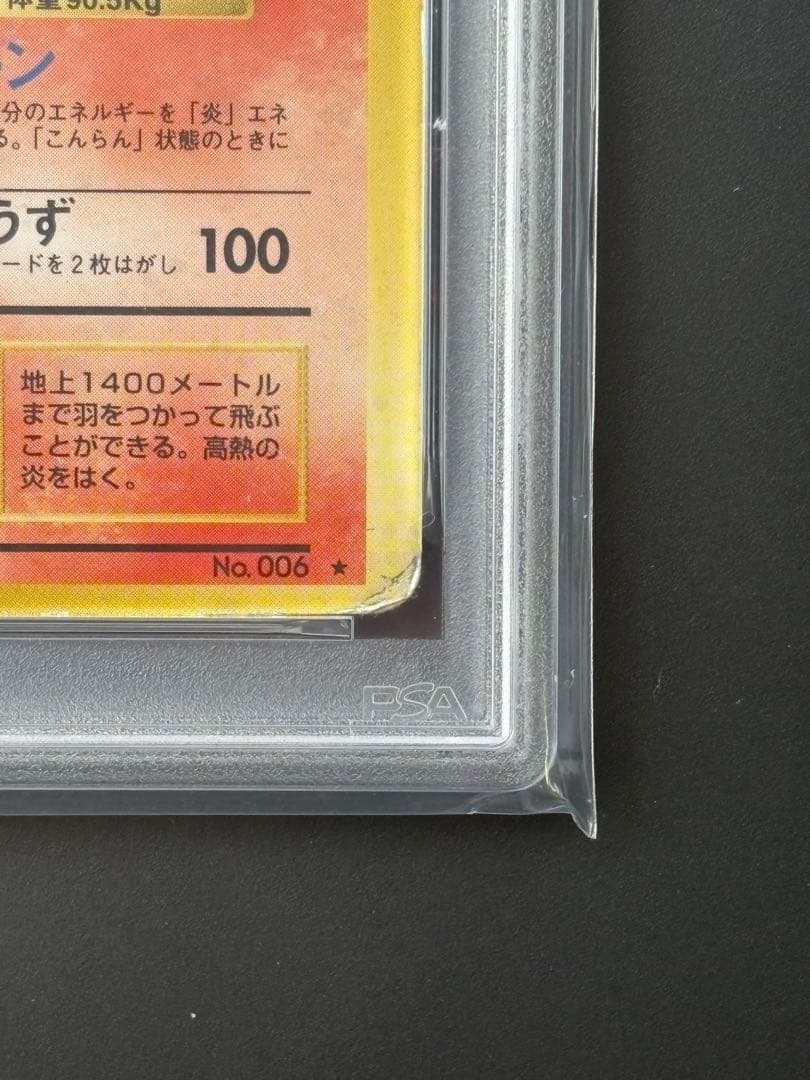 体重90.5Kg
ン
分のエネルギーを「炎」エネ
る。「こんらん」状態のときに
うず
ードを2枚はがし 100
地上1400メートル
まで羽をつかって飛ぶ
ことができる。高熱の
炎をはく。
No. 006 ★
PSA